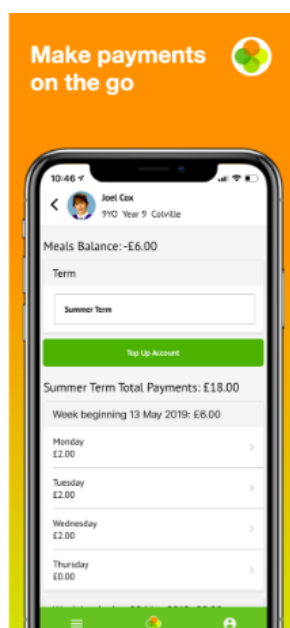 Make payments
on the go
10:46
Joel Cox
9YO Year 9 Colville
Meals Balance:-£6.00
Term
Summer Term
Top Up Account
Summer Term Total Payments: £18.00
Week beginning 13 May 2019: £6.00
Monday
£2.00
Tuesday
£2.00
Wednesday
£2.00
Thursday
£0.00